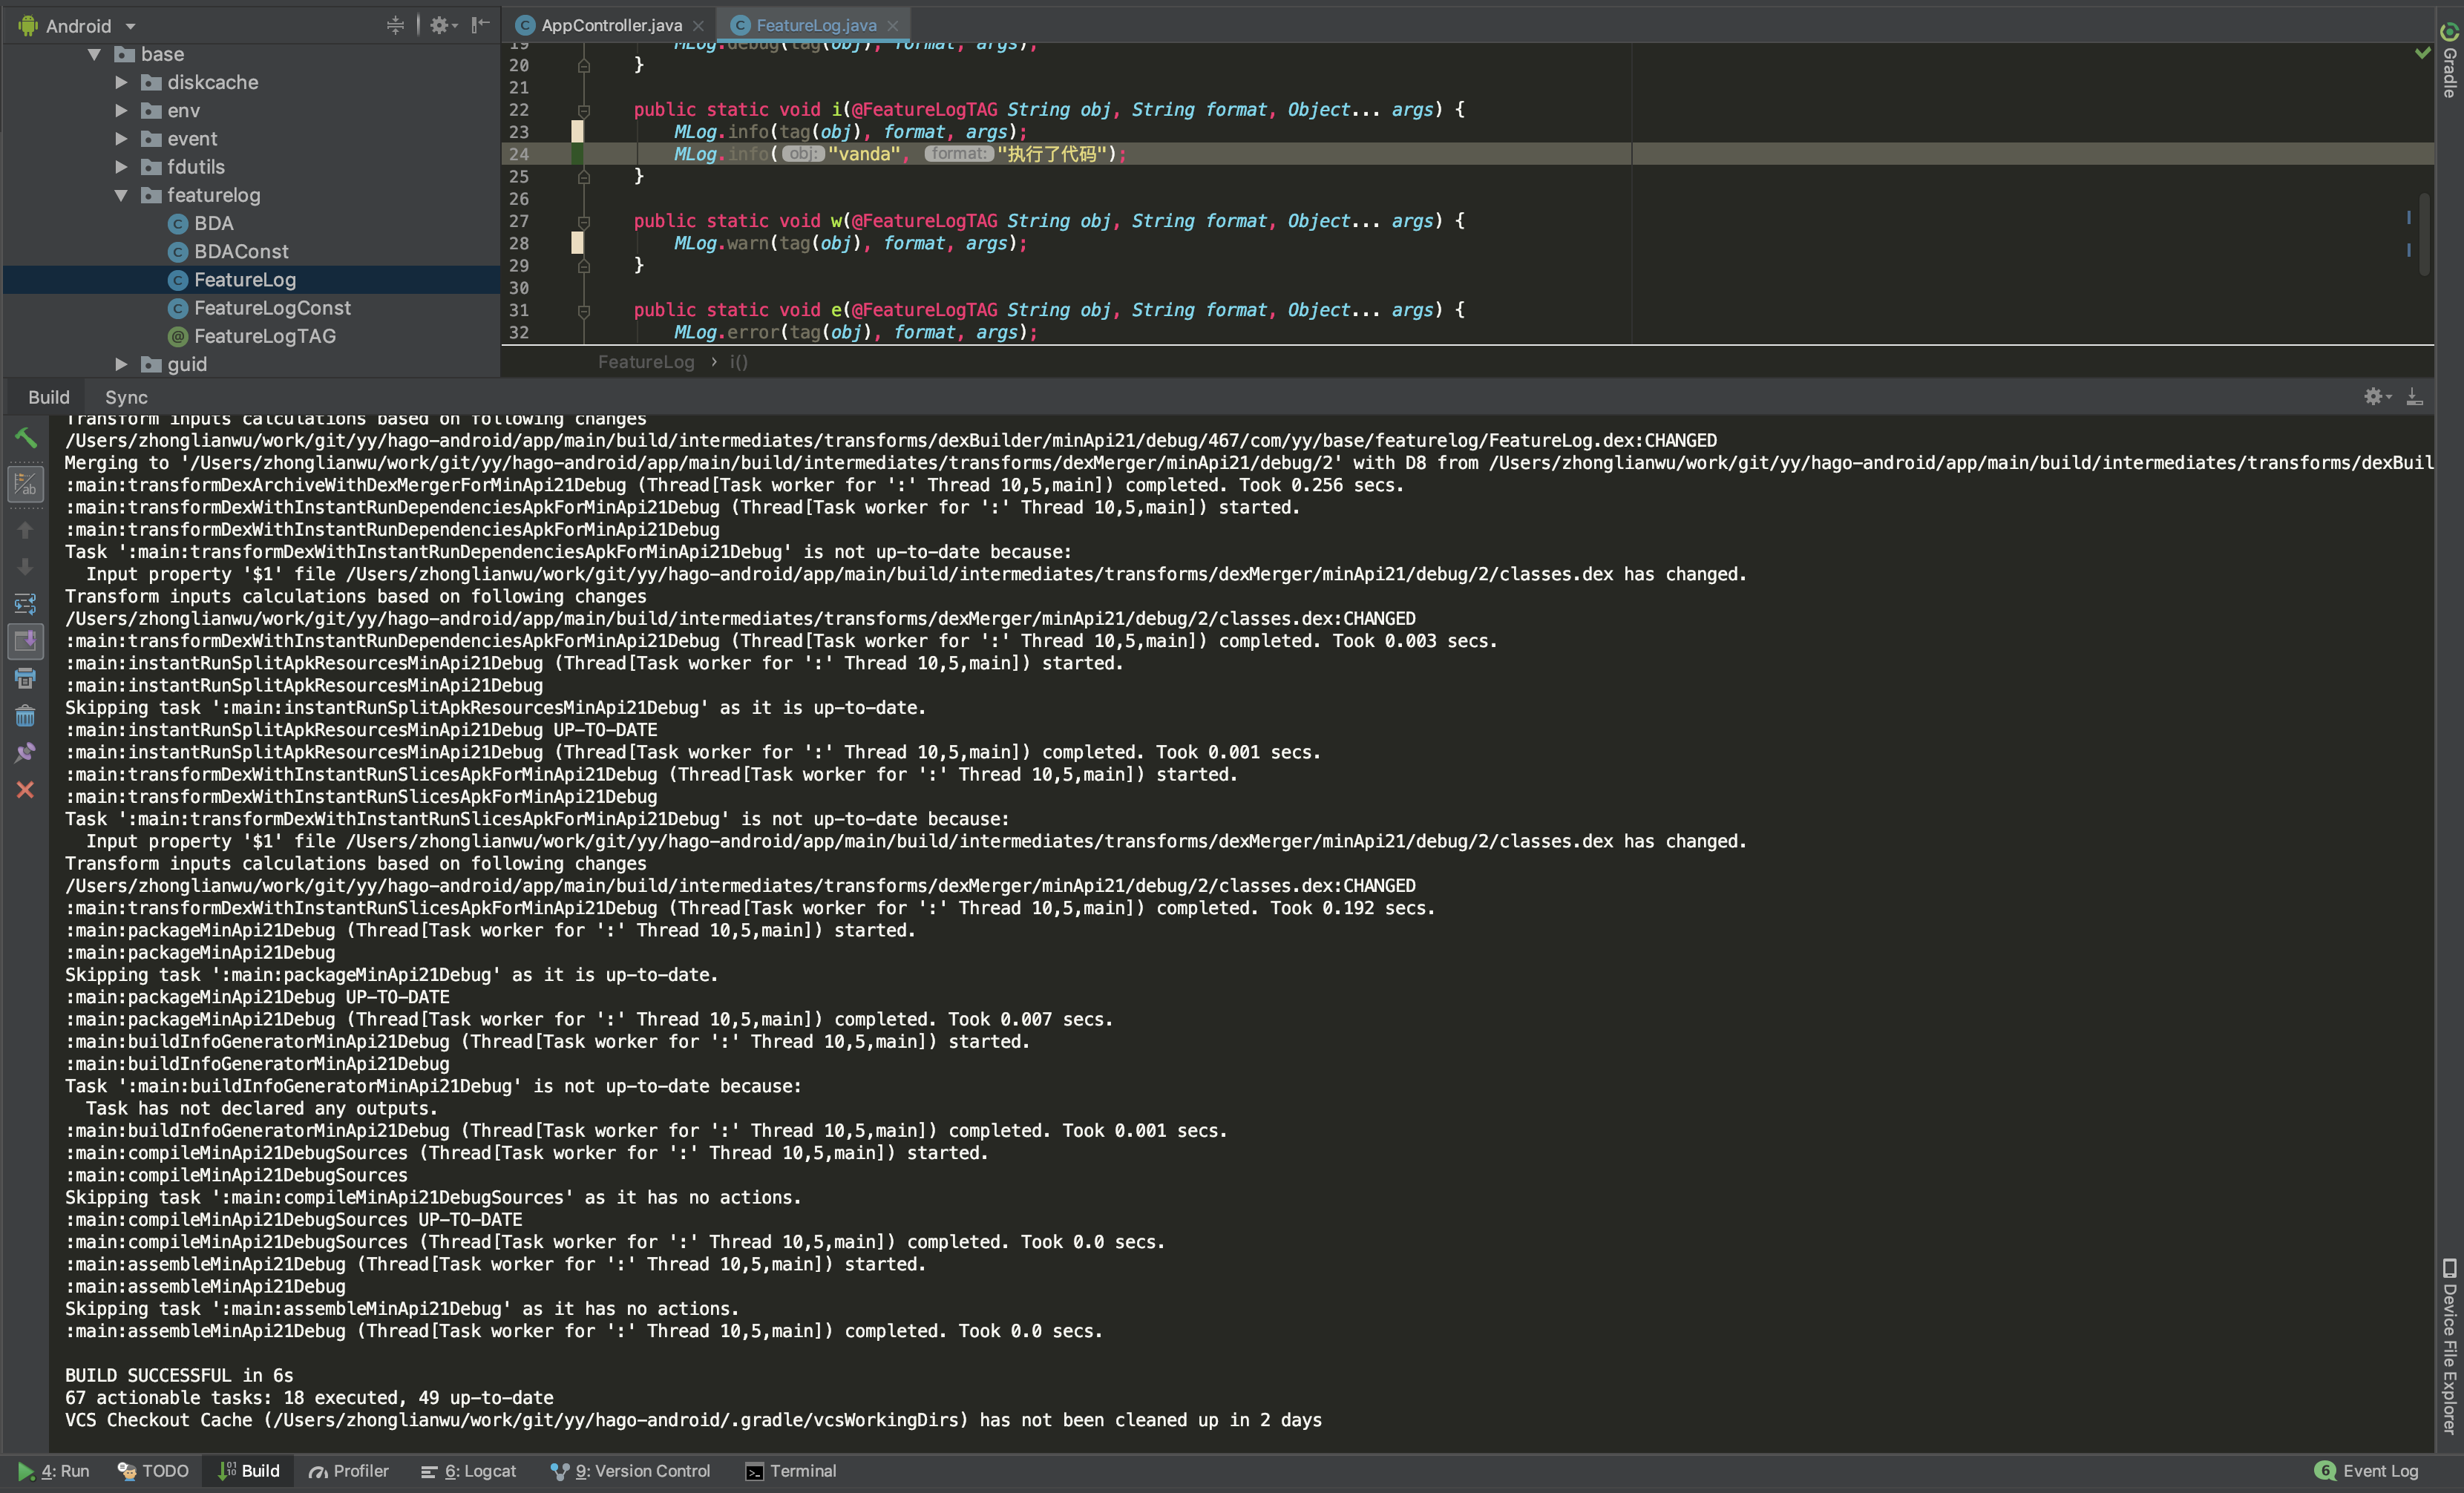 Android
AppController.java
FeatureLog.java
base
diskcache
env
event
fdutils
featurelog
BDA
BDAConst
FeatureLog
FeatureLogConst
FeatureLogTAG
guid
19 MLog.debug(tag(obj), format, args);
20 }
21
22 public static void i(@FeatureLogTAG String obj, String format, Object... args) {
23 MLog.info(tag(obj), format, args);
24 MLog.info( obj: "vanda", format: "执行了代码");
25 }
26
27 public static void w(@FeatureLogTAG String obj, String format, Object... args) {
28 MLog.warn(tag(obj), format, args);
29 }
30
31 public static void e(@FeatureLogTAG String obj, String format, Object... args) {
32 MLog.error(tag(obj), format, args);
FeatureLog › i()
Gradle
Build Sync
Transform inputs calculations based on following changes
/Users/zhonglianwu/work/git/yy/hago-android/app/main/build/intermediates/transforms/dexBuilder/minApi21/debug/467/com/yy/base/featurelog/FeatureLog.dex:CHANGED
Merging to '/Users/zhonglianwu/work/git/yy/hago-android/app/main/build/intermediates/transforms/dexMerger/minApi21/debug/2' with D8 from /Users/zhonglianwu/work/git/yy/hago-android/app/main/build/intermediates/transforms/dexBuil
:main:transformDexArchiveWithDexMergerForMinApi21Debug (Thread[Task worker for ':' Thread 10,5,main]) completed. Took 0.256 secs.
:main:transformDexWithInstantRunDependenciesApkForMinApi21Debug (Thread[Task worker for ':' Thread 10,5,main]) started.
:main:transformDexWithInstantRunDependenciesApkForMinApi21Debug
Task ':main:transformDexWithInstantRunDependenciesApkForMinApi21Debug' is not up-to-date because:
Input property '$1' file /Users/zhonglianwu/work/git/yy/hago-android/app/main/build/intermediates/transforms/dexMerger/minApi21/debug/2/classes.dex has changed.
Transform inputs calculations based on following changes
/Users/zhonglianwu/work/git/yy/hago-android/app/main/build/intermediates/transforms/dexMerger/minApi21/debug/2/classes.dex:CHANGED
:main:transformDexWithInstantRunDependenciesApkForMinApi21Debug (Thread[Task worker for ':' Thread 10,5,main]) completed. Took 0.003 secs.
:main:instantRunSplitApkResourcesMinApi21Debug (Thread[Task worker for ':' Thread 10,5,main]) started.
:main:instantRunSplitApkResourcesMinApi21Debug
Skipping task ':main:instantRunSplitApkResourcesMinApi21Debug' as it is up-to-date.
:main:instantRunSplitApkResourcesMinApi21Debug UP-TO-DATE
:main:instantRunSplitApkResourcesMinApi21Debug (Thread[Task worker for ':' Thread 10,5,main]) completed. Took 0.001 secs.
:main:transformDexWithInstantRunSlicesApkForMinApi21Debug (Thread[Task worker for ':' Thread 10,5,main]) started.
:main:transformDexWithInstantRunSlicesApkForMinApi21Debug
Task ':main:transformDexWithInstantRunSlicesApkForMinApi21Debug' is not up-to-date because:
Input property '$1' file /Users/zhonglianwu/work/git/yy/hago-android/app/main/build/intermediates/transforms/dexMerger/minApi21/debug/2/classes.dex has changed.
Transform inputs calculations based on following changes
/Users/zhonglianwu/work/git/yy/hago-android/app/main/build/intermediates/transforms/dexMerger/minApi21/debug/2/classes.dex:CHANGED
:main:transformDexWithInstantRunSlicesApkForMinApi21Debug (Thread[Task worker for ':' Thread 10,5,main]) completed. Took 0.192 secs.
:main:packageMinApi21Debug (Thread[Task worker for ':' Thread 10,5,main]) started.
:main:packageMinApi21Debug
Skipping task ':main:packageMinApi21Debug' as it is up-to-date.
:main:packageMinApi21Debug UP-TO-DATE
:main:packageMinApi21Debug (Thread[Task worker for ':' Thread 10,5,main]) completed. Took 0.007 secs.
:main:buildInfoGeneratorMinApi21Debug (Thread[Task worker for ':' Thread 10,5,main]) started.
:main:buildInfoGeneratorMinApi21Debug
Task ':main:buildInfoGeneratorMinApi21Debug' is not up-to-date because:
Task has not declared any outputs.
:main:buildInfoGeneratorMinApi21Debug (Thread[Task worker for ':' Thread 10,5,main]) completed. Took 0.001 secs.
:main:compileMinApi21DebugSources (Thread[Task worker for ':' Thread 10,5,main]) started.
:main:compileMinApi21DebugSources
Skipping task ':main:compileMinApi21DebugSources' as it has no actions.
:main:compileMinApi21DebugSources UP-TO-DATE
:main:compileMinApi21DebugSources (Thread[Task worker for ':' Thread 10,5,main]) completed. Took 0.0 secs.
:main:assembleMinApi21Debug (Thread[Task worker for ':' Thread 10,5,main]) started.
:main:assembleMinApi21Debug
Skipping task ':main:assembleMinApi21Debug' as it has no actions.
:main:assembleMinApi21Debug (Thread[Task worker for ':' Thread 10,5,main]) completed. Took 0.0 secs.
BUILD SUCCESSFUL in 6s
67 actionable tasks: 18 executed, 49 up-to-date
VCS Checkout Cache (/Users/zhonglianwu/work/git/yy/hago-android/.gradle/vcsWorkingDirs) has not been cleaned up in 2 days
Device File Explorer
4: Run TODO Build Profiler 6: Logcat 9: Version Control Terminal 6 Event Log